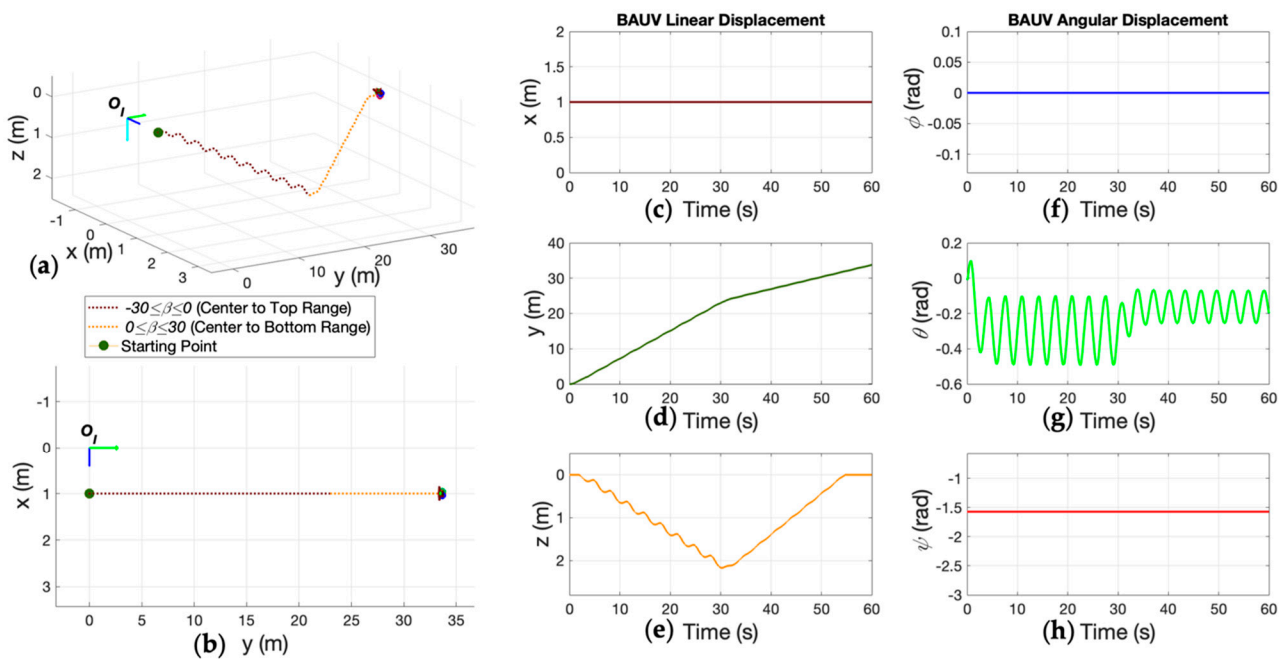 0
1
2
z (m)
O_I
-1
0
1
2
3
x (m)
0
10
20
30
y (m)
(a)
-30≤β≤0 (Center to Top Range)
0≤β≤30 (Center to Bottom Range)
Starting Point
-1
0
1
2
3
x (m)
O_I
0 5 10 15 20 25 30 35
(b) y (m)
BAUV Linear Displacement
2
1.5
1
0.5
0
x (m)
0 10 20 30 40 50 60
(c) Time (s)
40
30
20
10
0
y (m)
0 10 20 30 40 50 60
(d) Time (s)
0
1
2
z (m)
0 10 20 30 40 50 60
(e) Time (s)
BAUV Angular Displacement
0.1
0.05
0
-0.05
-0.1
ϕ (rad)
0 10 20 30 40 50 60
(f) Time (s)
0.2
0
-0.2
-0.4
-0.6
θ (rad)
0 10 20 30 40 50 60
(g) Time (s)
-1
-1.5
-2
-2.5
-3
ψ (rad)
0 10 20 30 40 50 60
(h) Time (s)